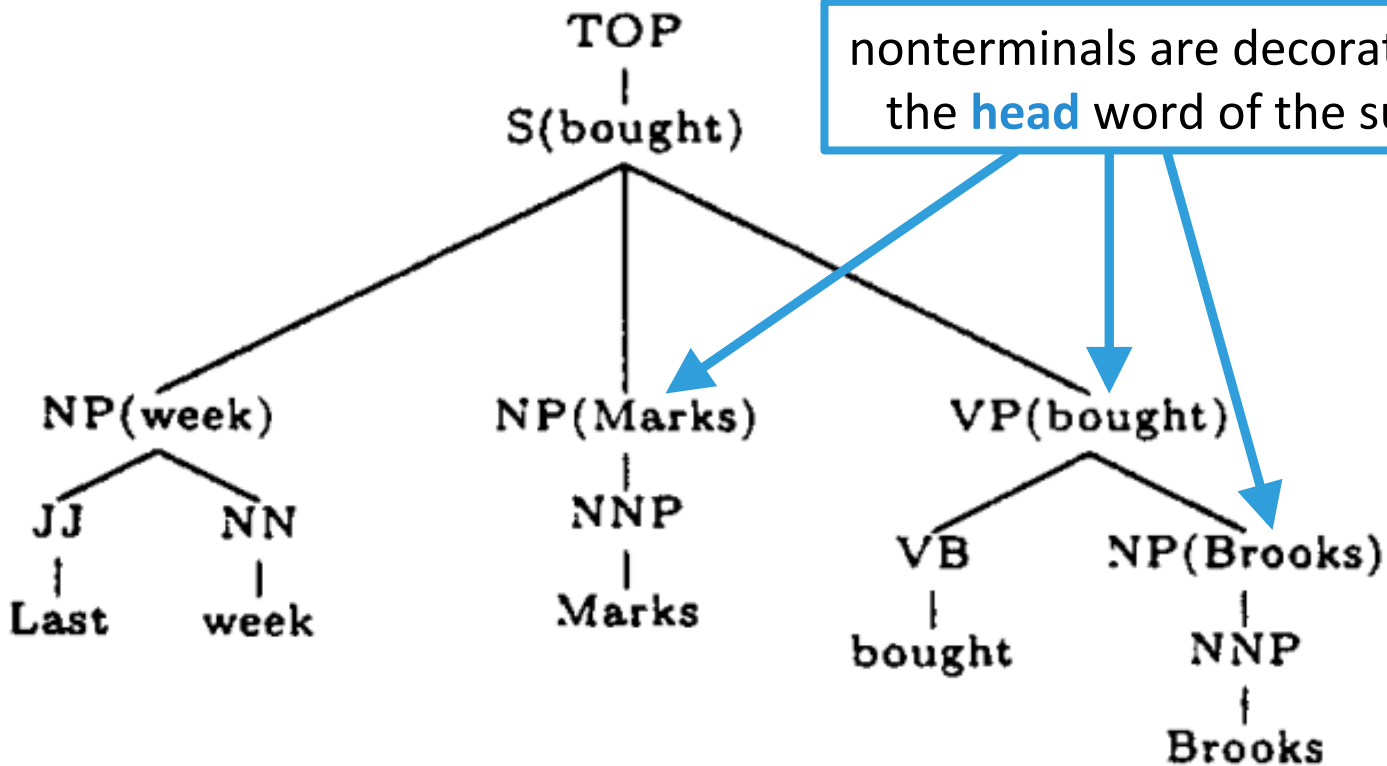 TOP
nonterminals are decorat
the head word of the su
S(bought)
NP(week)
NP(Marks)
VP(bought)
JJ
NN
NNP
VB
NP(Brooks)
Last
week
Marks
bought
NNP
Brooks